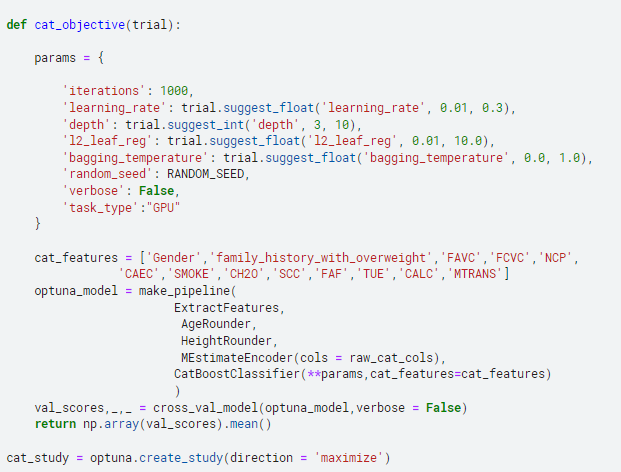 def cat_objective(trial):
    params = {
        'iterations': 1000,
        'learning_rate': trial.suggest_float('learning_rate', 0.01, 0.3),
        'depth': trial.suggest_int('depth', 3, 10),
        'l2_leaf_reg': trial.suggest_float('l2_leaf_reg', 0.01, 10.0),
        'bagging_temperature': trial.suggest_float('bagging_temperature', 0.0, 1.0),
        'random_seed': RANDOM_SEED,
        'verbose': False,
        'task_type':"GPU"
    }
    cat_features = ['Gender','family_history_with_overweight','FAVC','FCVC','NCP',
                'CAEC','SMOKE','CH2O','SCC','FAF','TUE','CALC','MTRANS']
    optuna_model = make_pipeline(
                        ExtractFeatures,
                         AgeRounder,
                         HeightRounder,
                         MEstimateEncoder(cols = raw_cat_cols),
                        CatBoostClassifier(**params,cat_features=cat_features)
                        )
    val_scores,_,_ = cross_val_model(optuna_model,verbose = False)
    return np.array(val_scores).mean()
cat_study = optuna.create_study(direction = 'maximize')